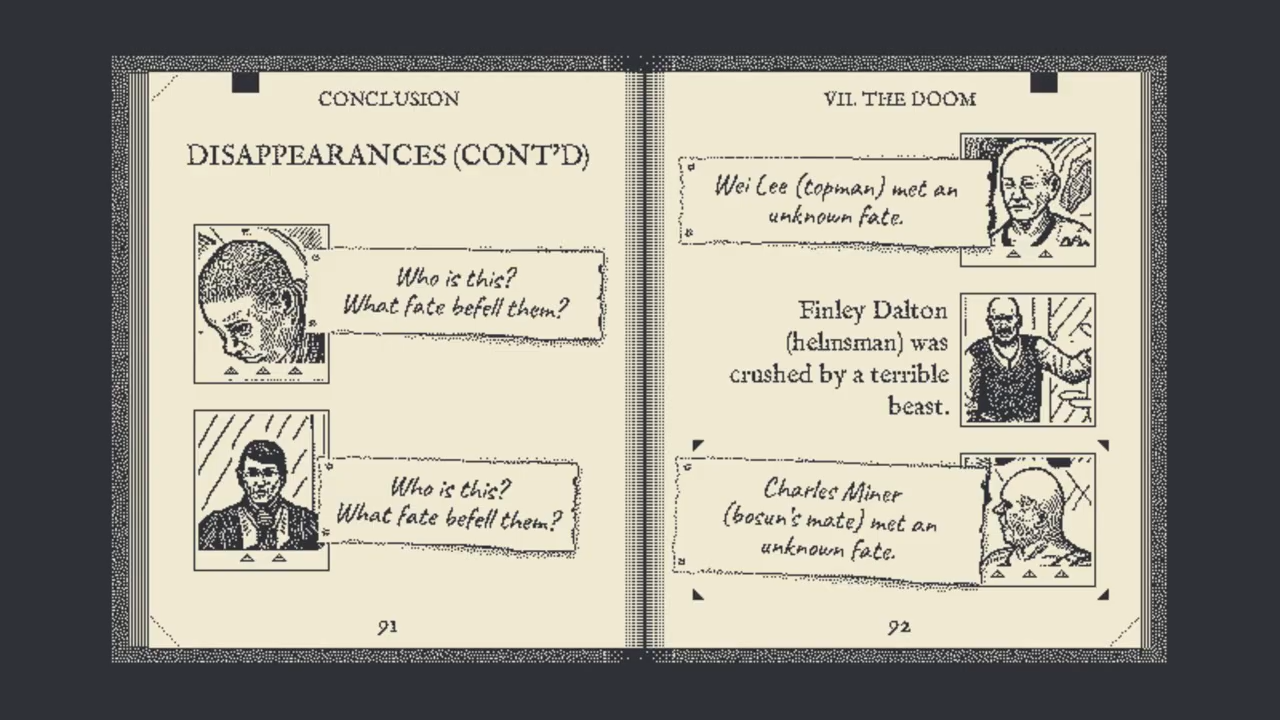 CONCLUSION
DISAPPEARANCES (CONT'D)
Who is this?
What fate befell them?
Who is this?
What fate befell them?
91
VII. THE DOOM
Wei Lee (topman) met an
unknown fate.
Finley Dalton
(helmsman) was
crushed by a terrible
beast.
Charles Miner
(bosun's mate) met an
unknown fate.
92